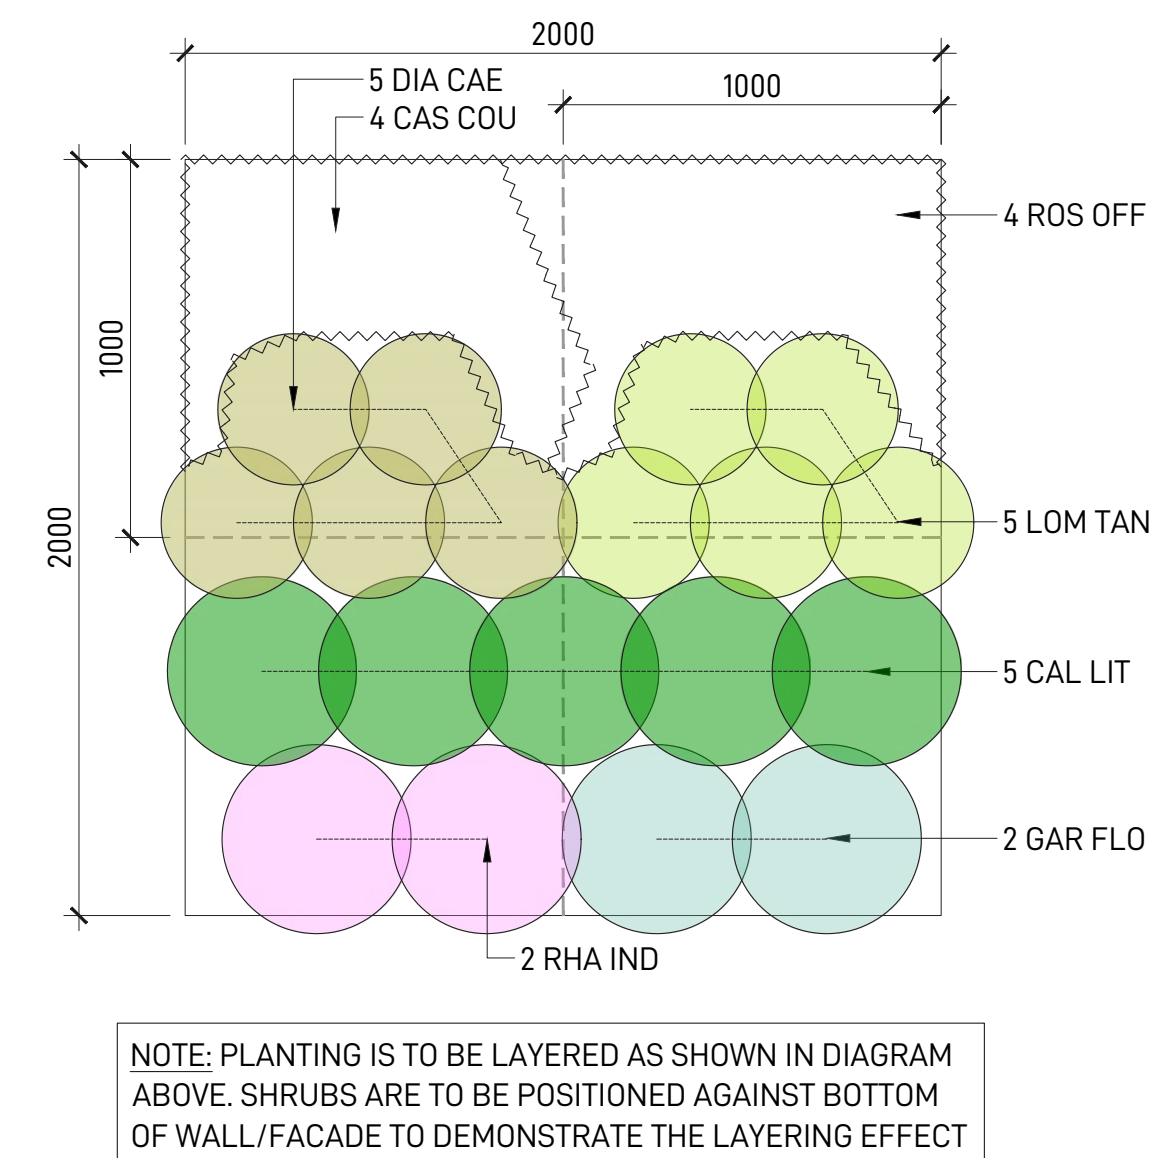 2000
5 DIA CAE
1000
4 CAS COU
4 ROS OFF
1000
2000
5 LOM TAN
5 CAL LIT
2 GAR FLO
2 RHA IND
NOTE: PLANTING IS TO BE LAYERED AS SHOWN IN DIAGRAM
ABOVE. SHRUBS ARE TO BE POSITIONED AGAINST BOTTOM
OF WALL/FACADE TO DEMONSTRATE THE LAYERING EFFECT